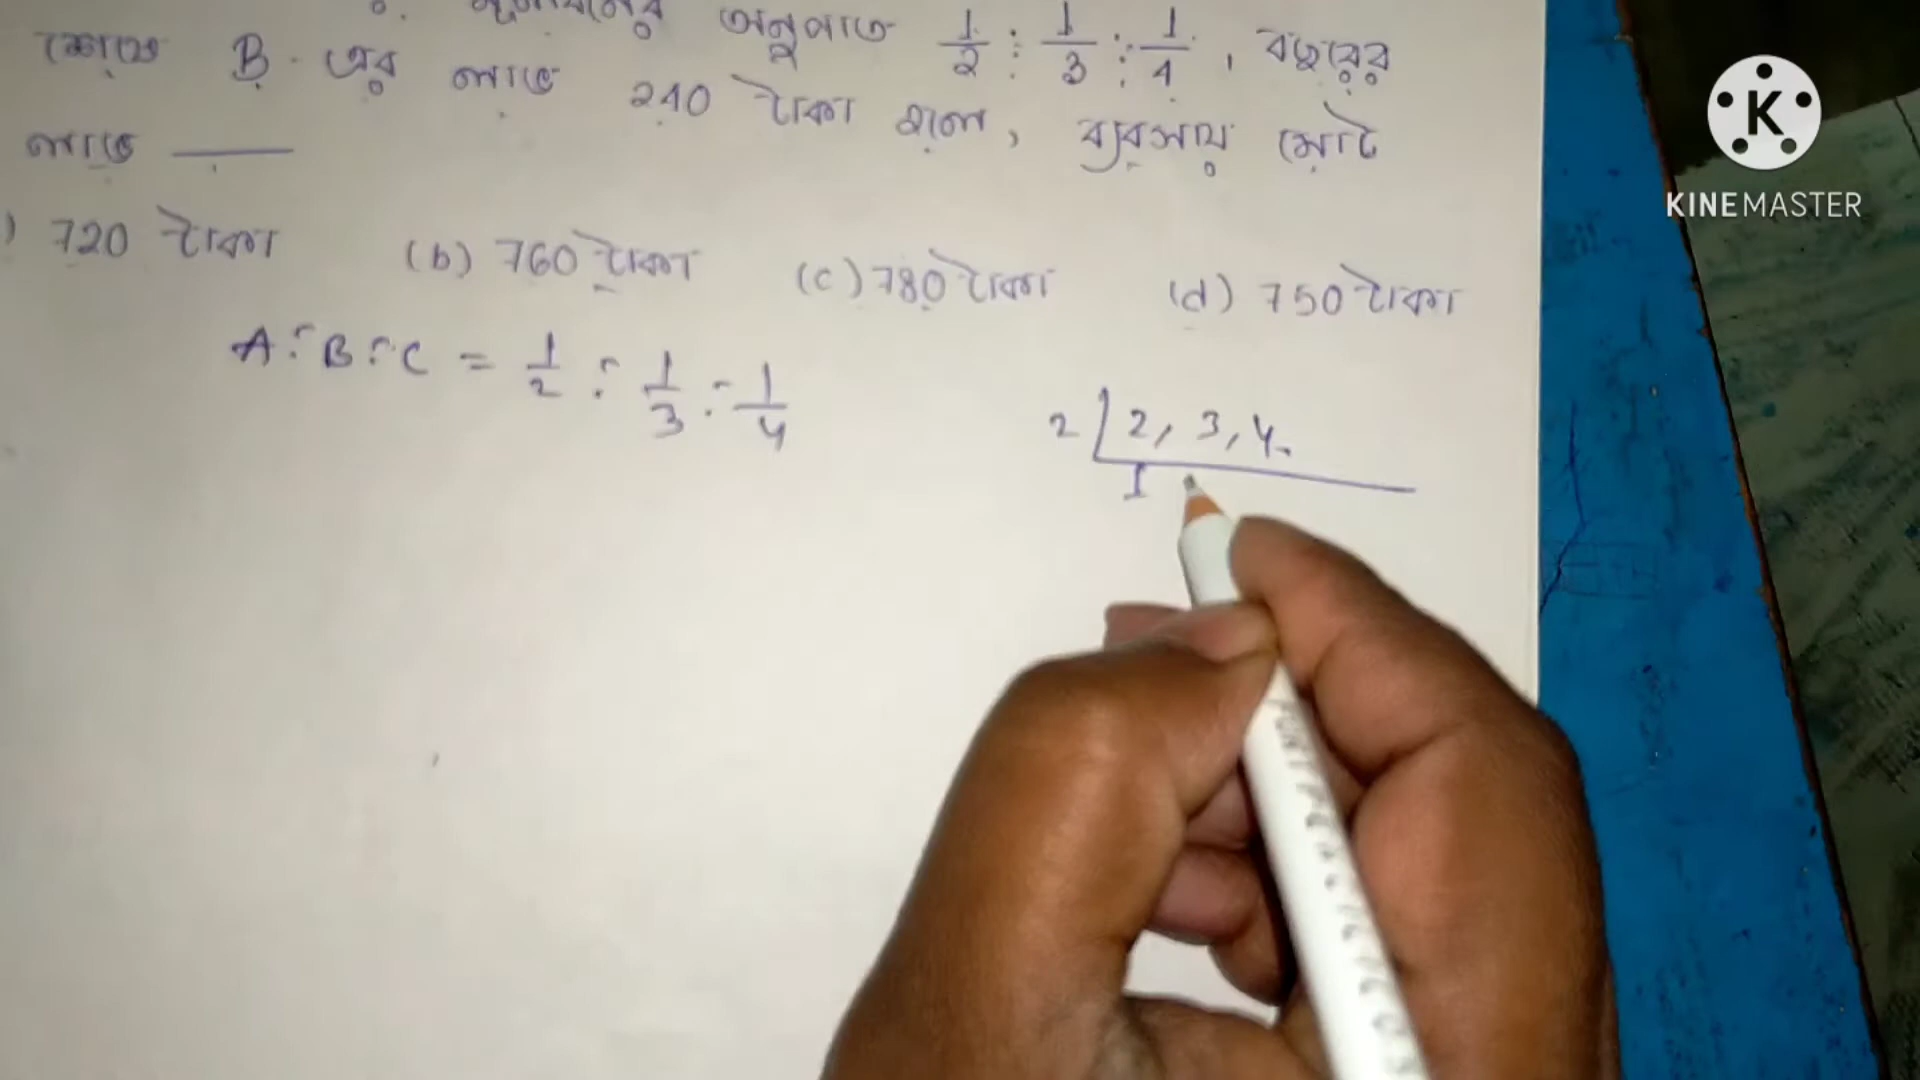 মূলধনের অনুপাত 1/2 : 1/3 : 1/4, বছরের
শেষে B এর লাভ 240 টাকা হলে, ব্যবসায় মোট
লাভ ____
) 720 টাকা (b) 760 টাকা (c) 780 টাকা (d) 750 টাকা
A : B : C = 1/2 : 1/3 : 1/4
2 | 2, 3, 4
1
K
KINEMASTER